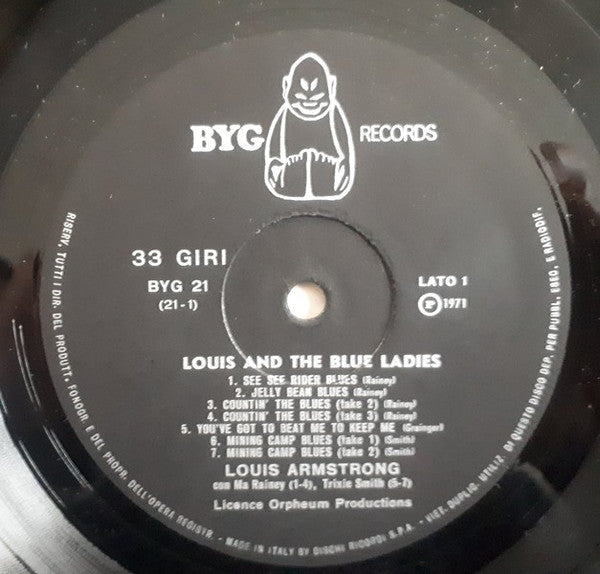 BYG RECORDS
33 GIRI
BYG 21
(21-1)
LATO 1
Ⓟ 1971
LOUIS AND THE BLUE LADIES
1. SEE SEE RIDER BLUES (Rainey)
2. JELLY BEAN BLUES (Rainey)
3. COUNTIN' THE BLUES (take 2) (Rainey)
4. COUNTIN' THE BLUES (take 3) (Rainey)
5. YOU'VE GOT TO BEAT ME TO KEEP ME (Grainger)
6. MINING CAMP BLUES (take 1) (Smith)
7. MINING CAMP BLUES (take 2) (Smith)
LOUIS ARMSTRONG
con Ma Rainey (1-4), Trixie Smith (5-7)
Licence Orpheum Productions
RISERV. TUTTI I DIR. DEL PRODUTT. FONOGR. E DEL PROPR. DELL'OPERA REGISTR. - MADE IN ITALY BY DISCHI RICORDI S.P.A. - VIET. DUPLIC. UTILIZ. DI QUESTO DISCO DEP. PER PUBBL. ESEC. E RADIODIF.